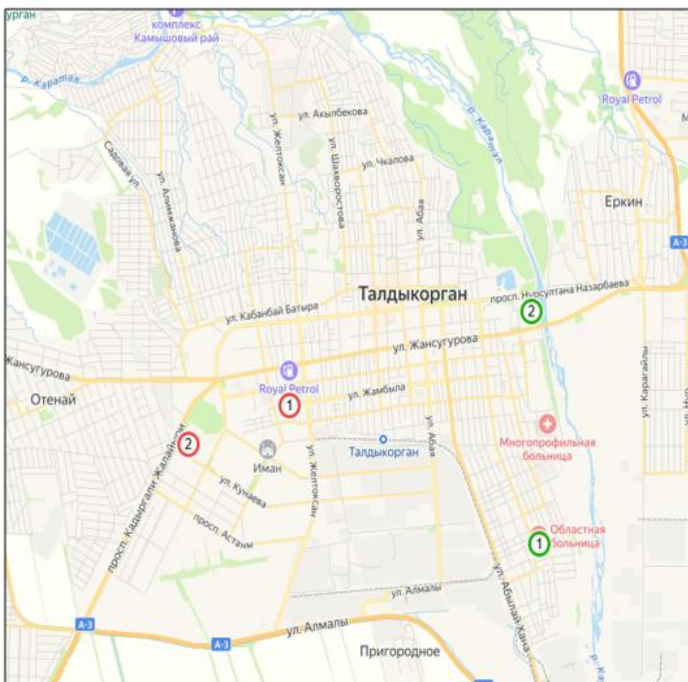 урган
комплекс
Камышовый рай
р. Каратал
Royal Petrol
ул. Акылбекова
ул. Желтоксан
ул. Шахворостова
ул. Чкалова
р. Каратал
Садовая ул.
ул. Алимжанова
ул. Абая
Еркин
А-3
Талдыкорган
просп. Нурсултана Назарбаева
2
ул. Кабанбай Батыра
ул. Жансугурова
Жансугурова
Royal Petrol
ул. Жамбыла
ул. Карагайлы
Отенай
1
2
Многопрофильная
больница
Иман
Талдыкорган
ул. Абая
ул. Желтоксан
просп. Кадыргали Жалайыри
ул. Кунаева
просп. Астаны
1
Областная
больница
ул. Абылай Хана
ул. Алмалы
А-3
ул. Алмалы
А-3
Пригородное